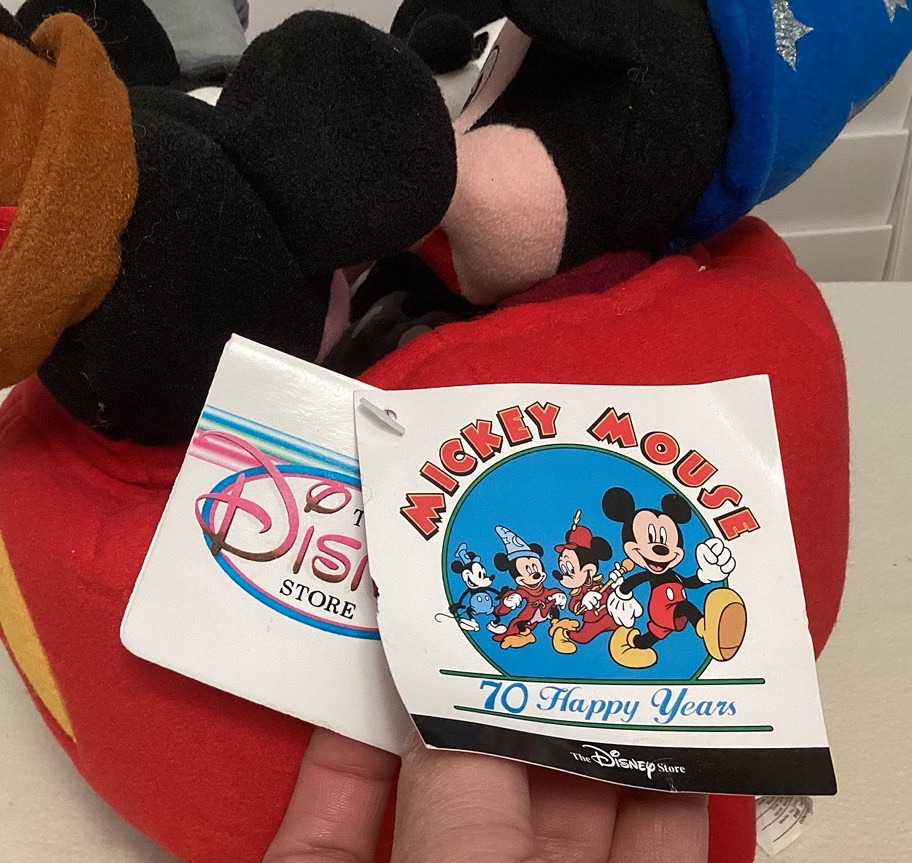 MICKEY MOUSE
70 Happy Years
The Disney Store
STORE